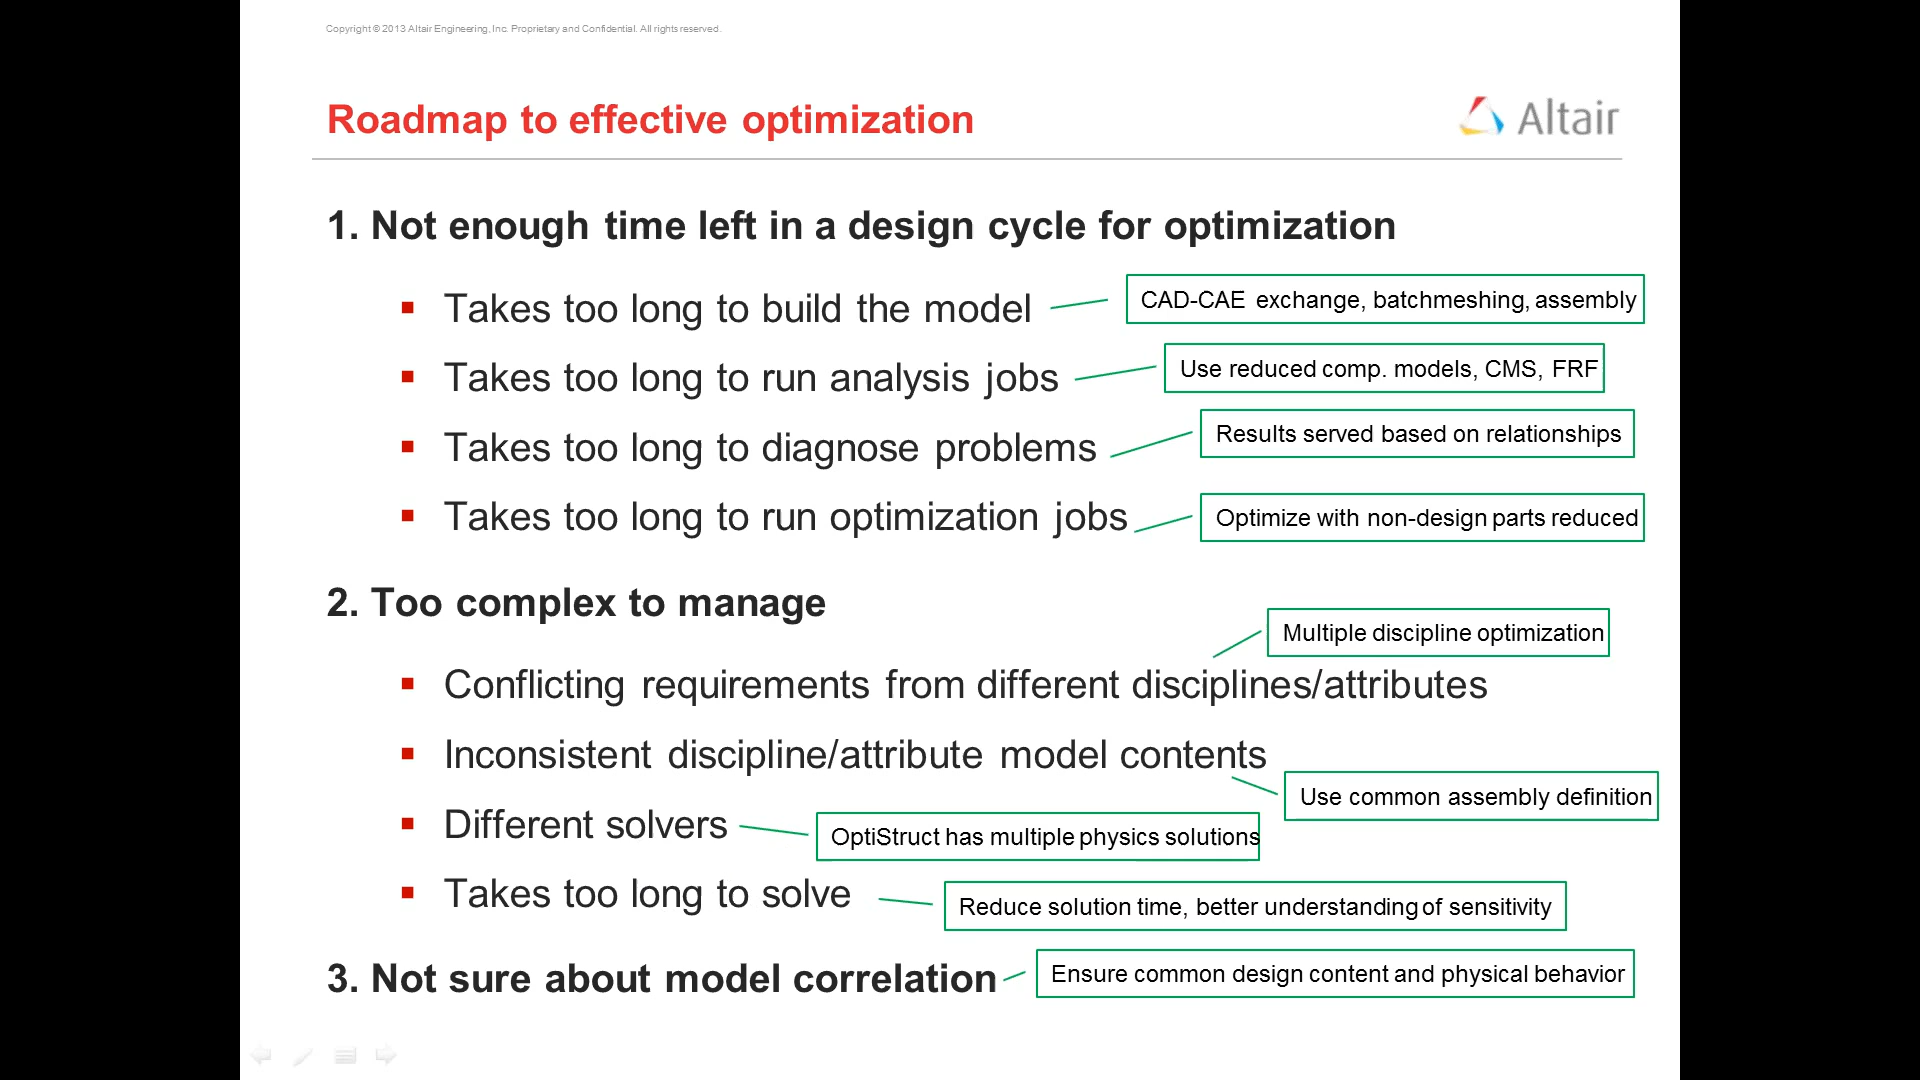 Copyright © 2013 Altair Engineering, Inc. Proprietary and Confidential. All rights reserved.
Roadmap to effective optimization
Altair
1. Not enough time left in a design cycle for optimization
Takes too long to build the model
CAD-CAE exchange, batchmeshing, assembly
Takes too long to run analysis jobs
Use reduced comp. models, CMS, FRF
Takes too long to diagnose problems
Results served based on relationships
Takes too long to run optimization jobs
Optimize with non-design parts reduced
2. Too complex to manage
Multiple discipline optimization
Conflicting requirements from different disciplines/attributes
Inconsistent discipline/attribute model contents
Use common assembly definition
Different solvers
OptiStruct has multiple physics solutions
Takes too long to solve
Reduce solution time, better understanding of sensitivity
3. Not sure about model correlation
Ensure common design content and physical behavior